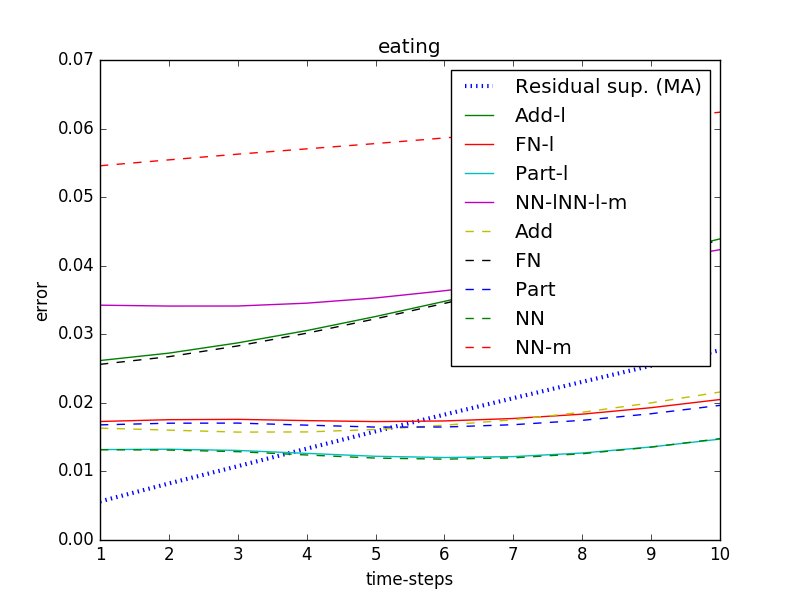 eating
0.07
0.06
0.05
0.04
0.03
0.02
0.01
0.00
error
Residual sup. (MA)
Add-l
FN-l
Part-l
NN-lNN-l-m
Add
FN
Part
NN
NN-m
1 2 3 4 5 6 7 8 9 10
time-steps